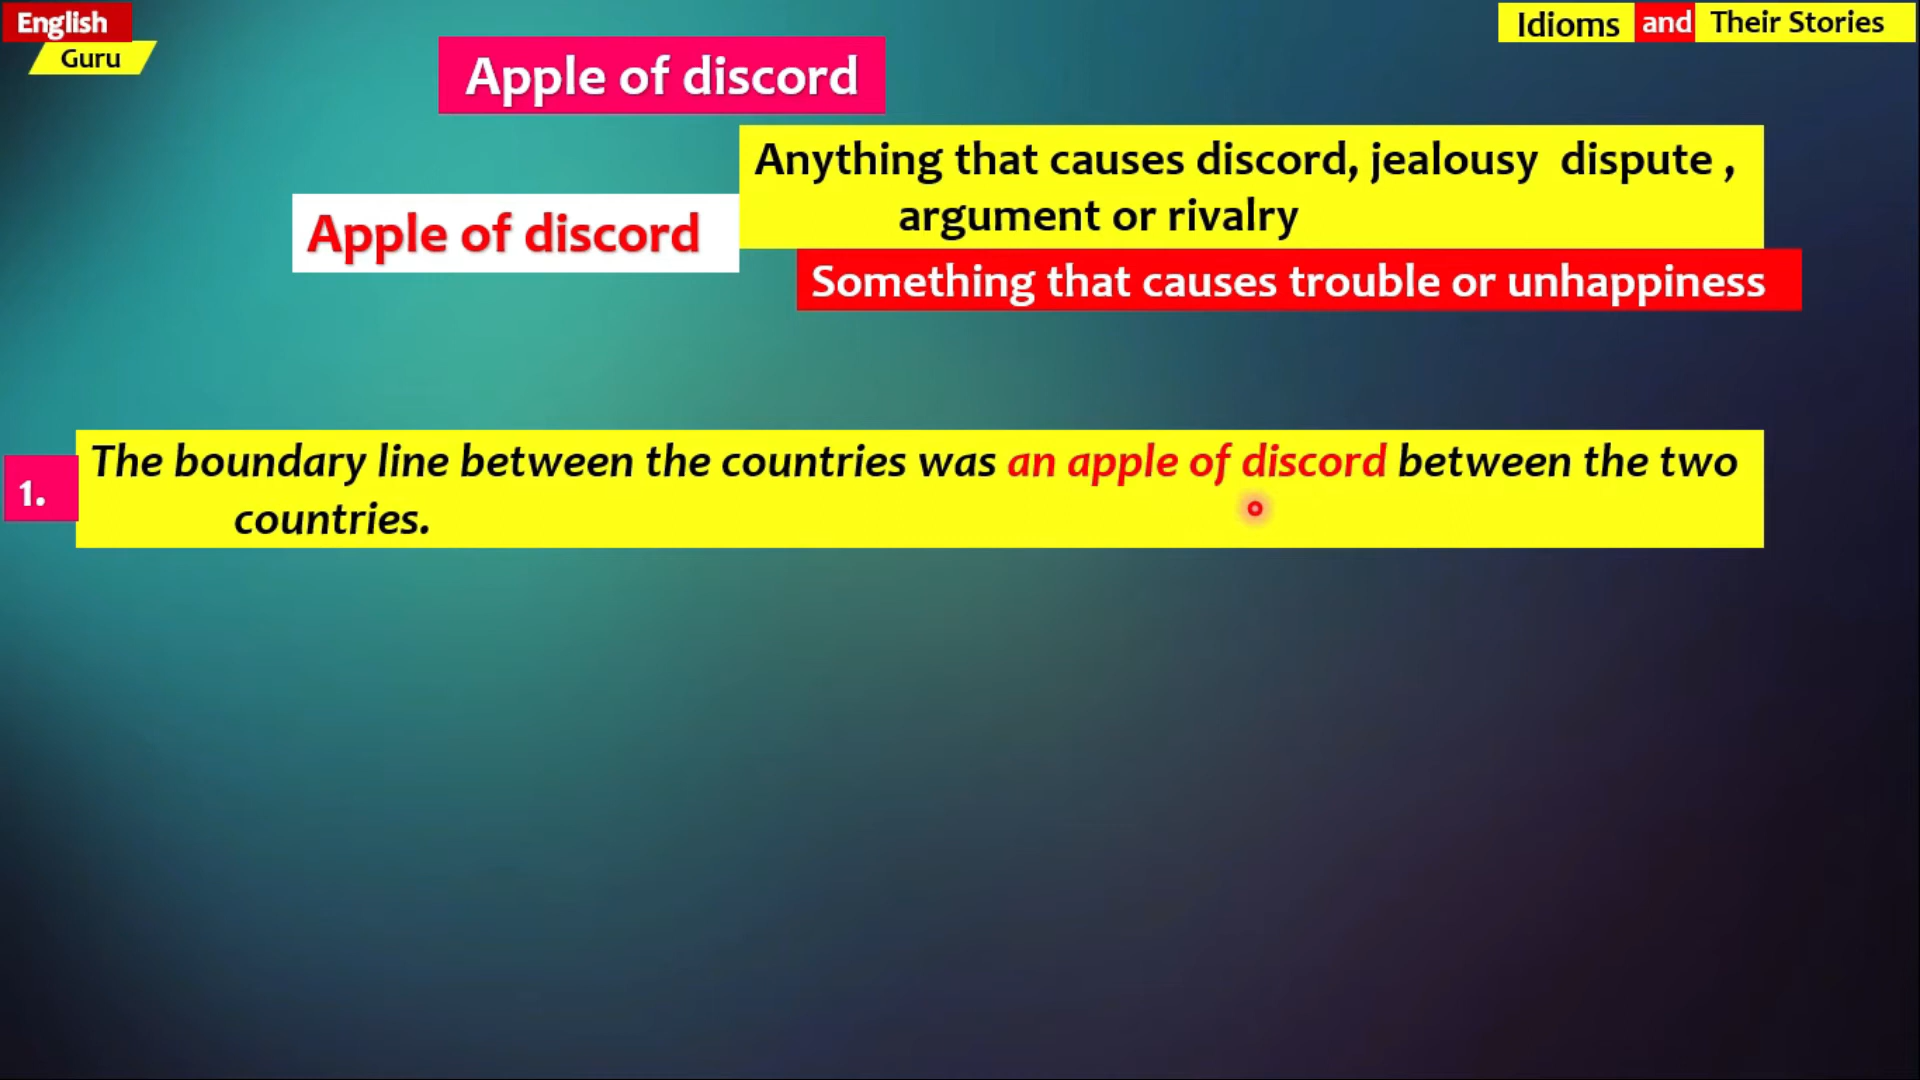 English
Guru
Idioms and Their Stories
Apple of discord
Anything that causes discord, jealousy dispute ,
argument or rivalry
Apple of discord
Something that causes trouble or unhappiness
1.
The boundary line between the countries was an apple of discord between the two
countries.